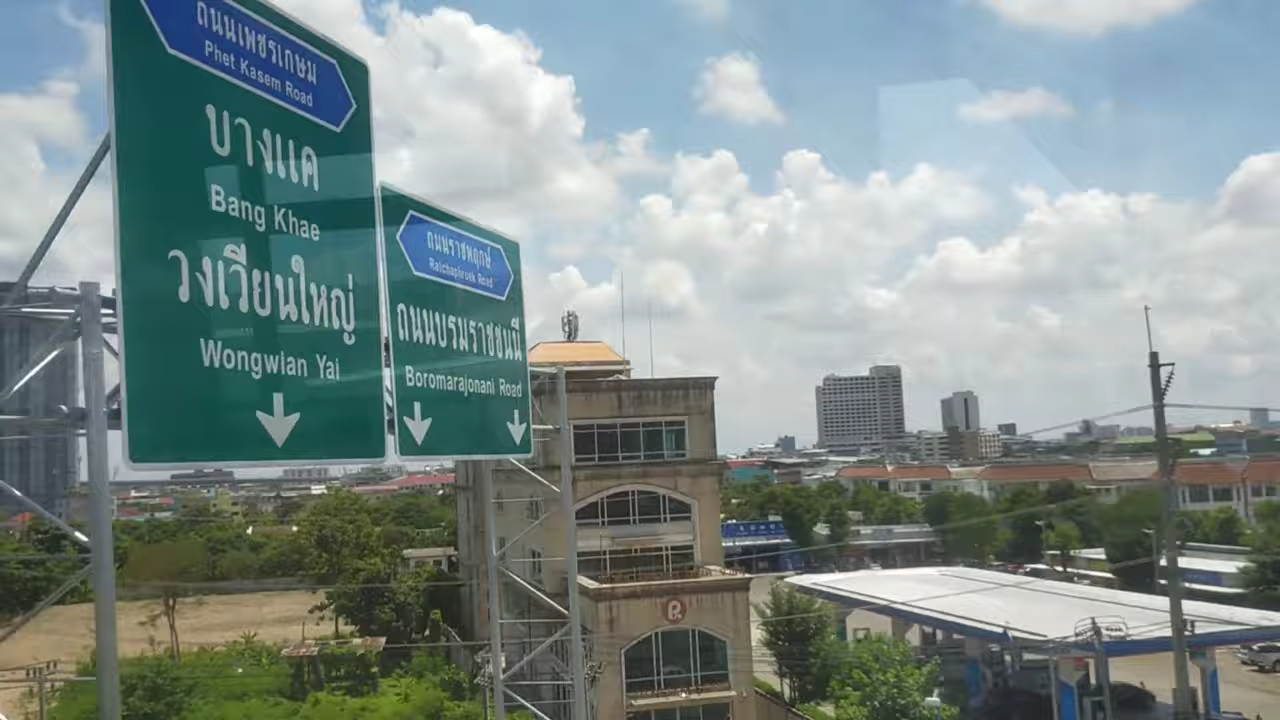 ถนนเพชรเกษม
Phet Kasem Road
บางแค
Bang Khae
วงเวียนใหญ่
Wongwian Yai
ถนนราชพฤกษ์
Ratchaphruek Road
ถนนบรมราชชนนี
Boromarajonani Road